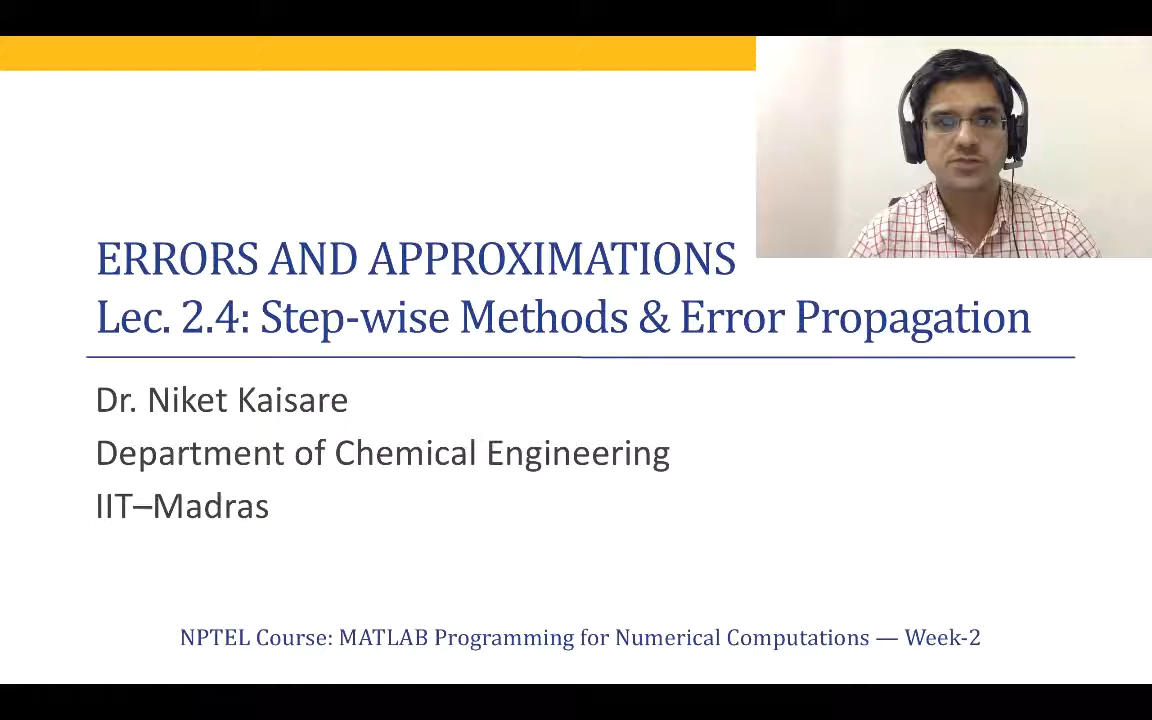 ERRORS AND APPROXIMATIONS
Lec. 2.4: Step-wise Methods & Error Propagation
Dr. Niket Kaisare
Department of Chemical Engineering
IIT–Madras
NPTEL Course: MATLAB Programming for Numerical Computations — Week-2